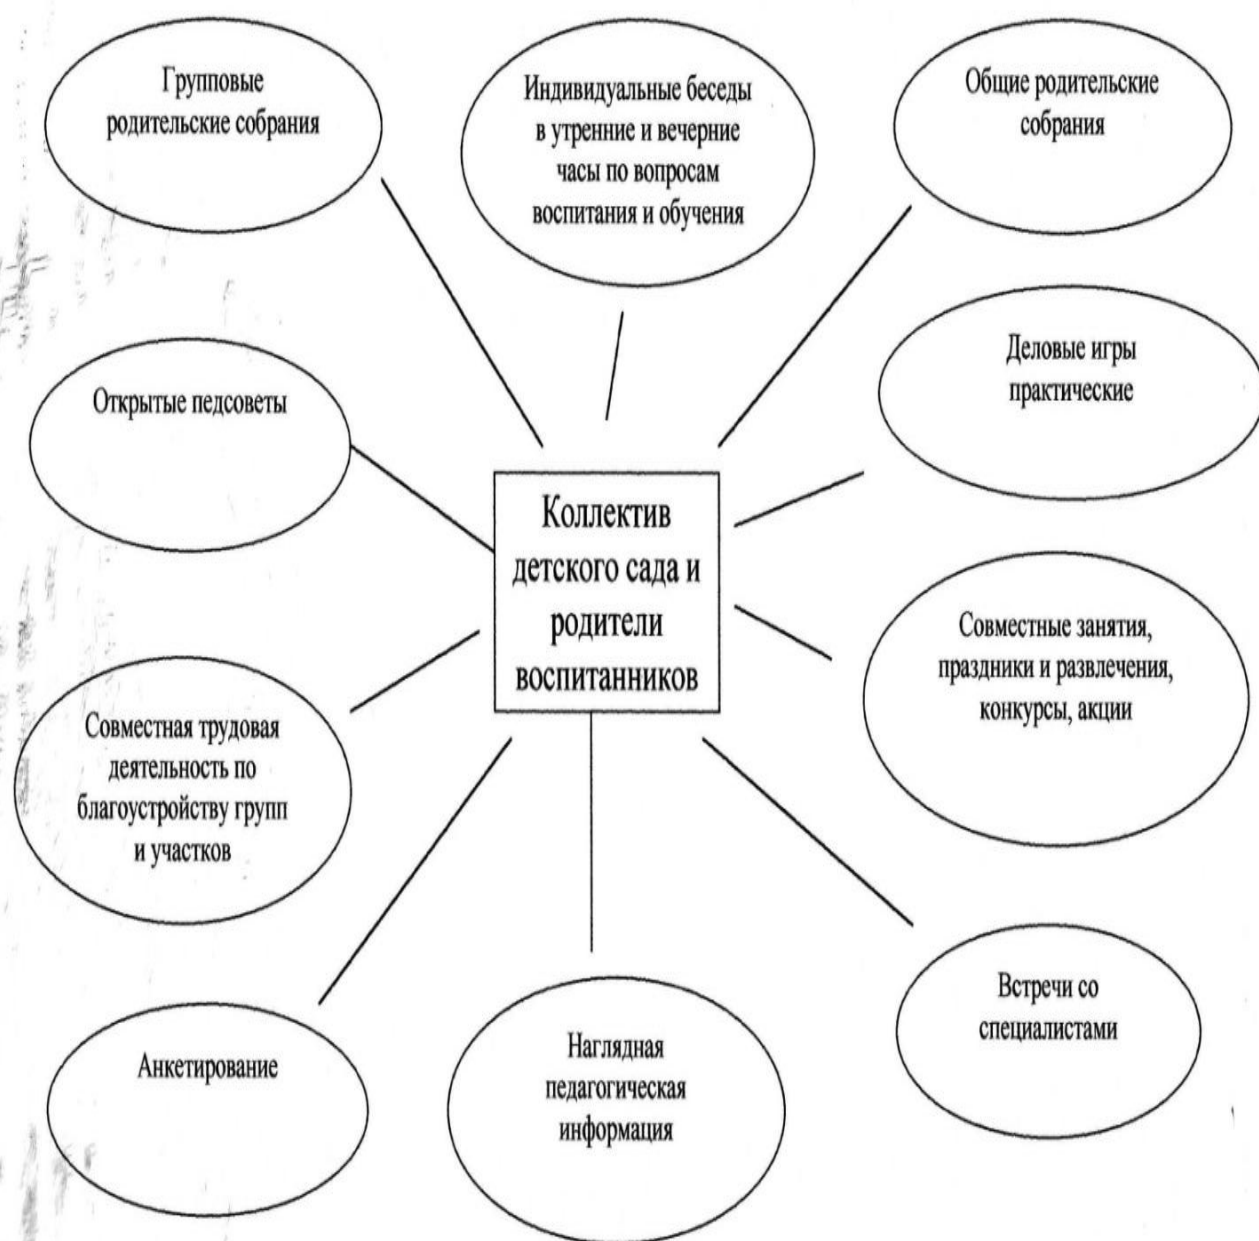 Групповые
родительские собрания
Индивидуальные беседы
в утренние и вечерние
часы по вопросам
воспитания и обучения
Общие родительские
собрания
Открытые педсоветы
Деловые игры
практические
Коллектив
детского сада и
родители
воспитанников
Совместные занятия,
праздники и развлечения,
конкурсы, акции
Совместная трудовая
деятельность по
благоустройству групп
и участков
Анкетирование
Наглядная
педагогическая
информация
Встречи со
специалистами